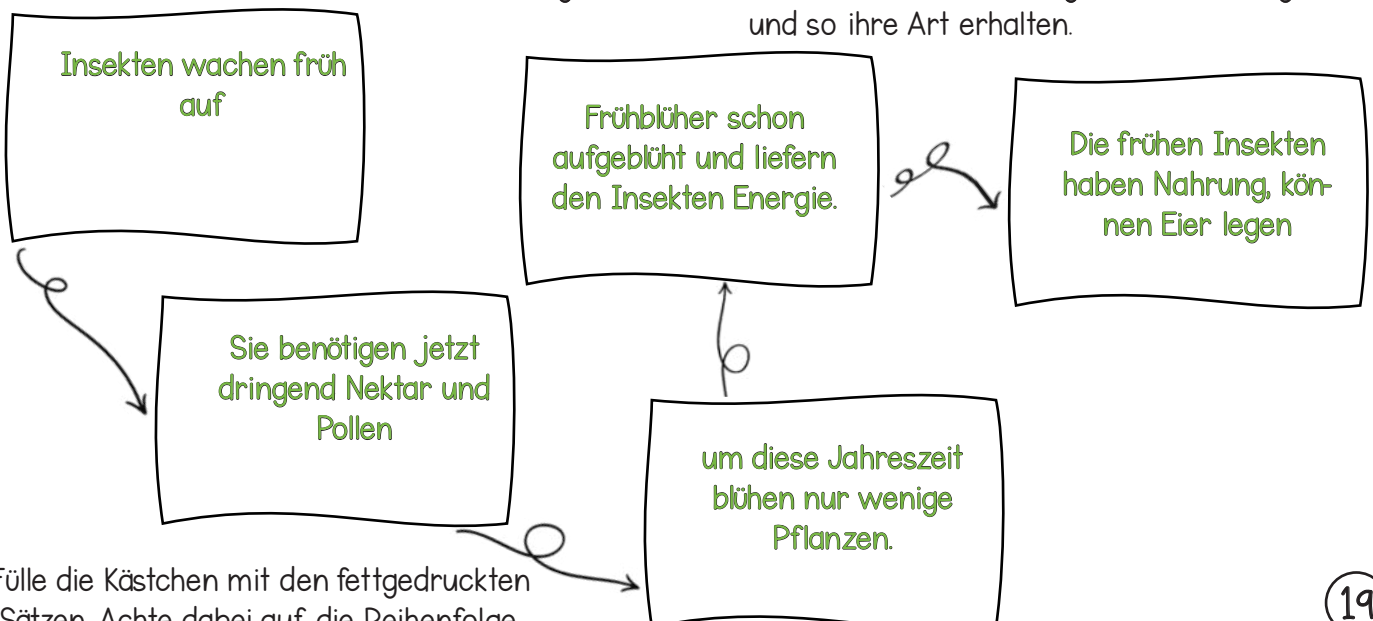 und so ihre Art erhalten.
Insekten wachen früh
auf
Sie benötigen jetzt
dringend Nektar und
Pollen
um diese Jahreszeit
blühen nur wenige
Pflanzen.
Frühblüher schon
aufgeblüht und liefern
den Insekten Energie.
Die frühen Insekten
haben Nahrung, kön-
nen Eier legen
Fülle die Kästchen mit den fettgedruckten
Sätzen. Achte dabei auf die Reihenfolge
19